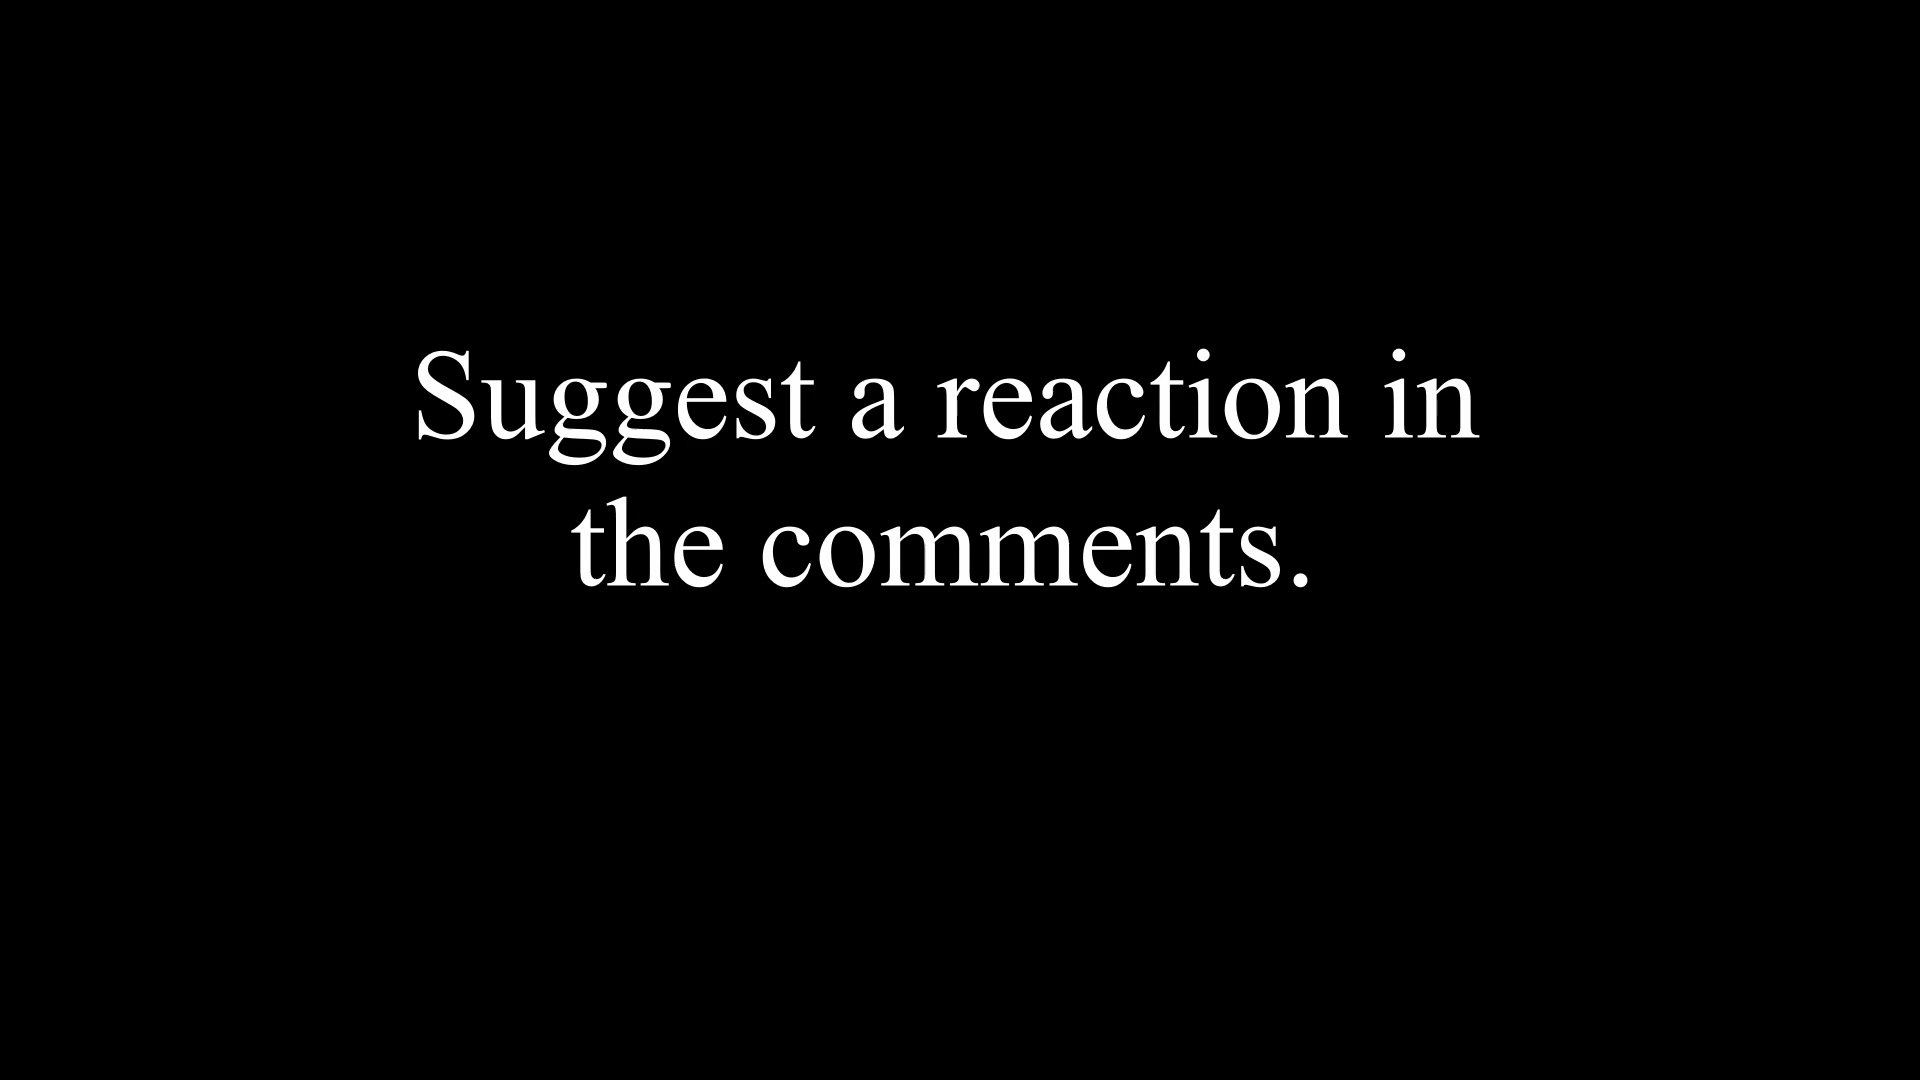 Suggest a reaction in
the comments.